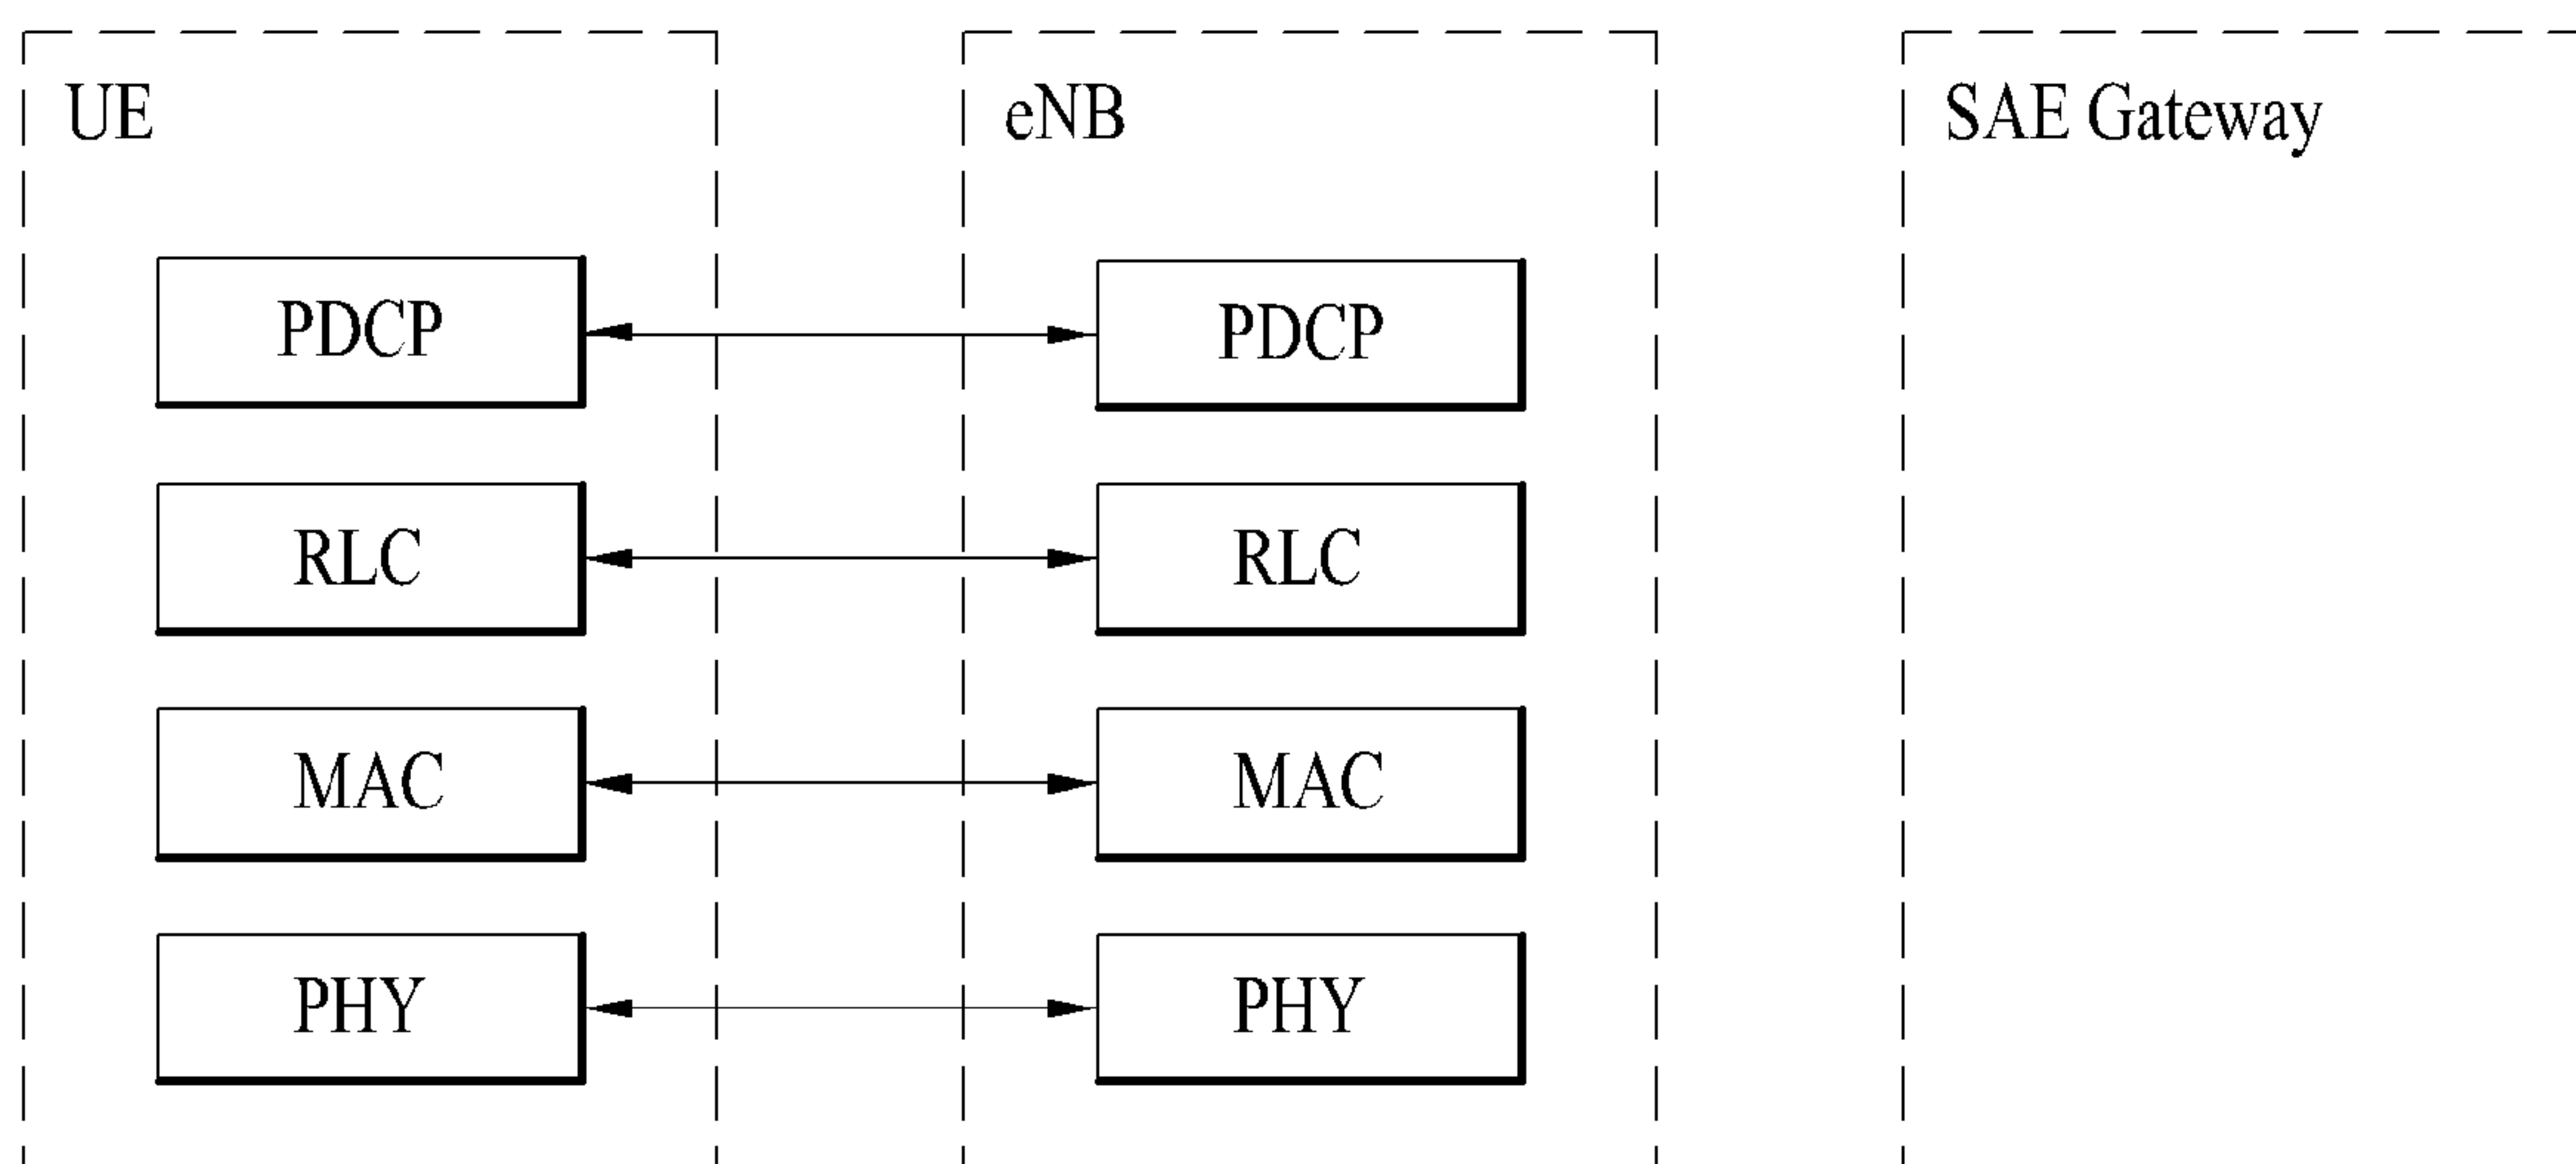 UE eNB SAE Gateway
PDCP PDCP
RLC RLC
MAC MAC
PHY PHY